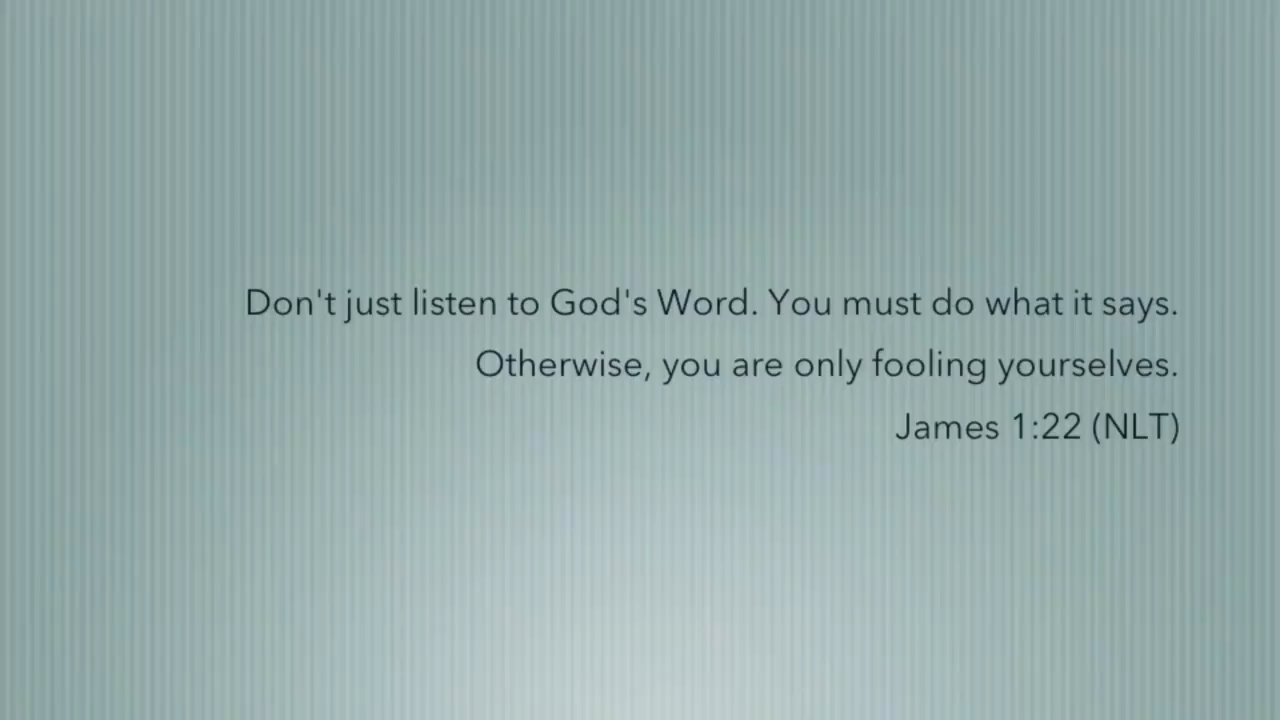 Don't just listen to God's Word. You must do what it says.
Otherwise, you are only fooling yourselves.
James 1:22 (NLT)